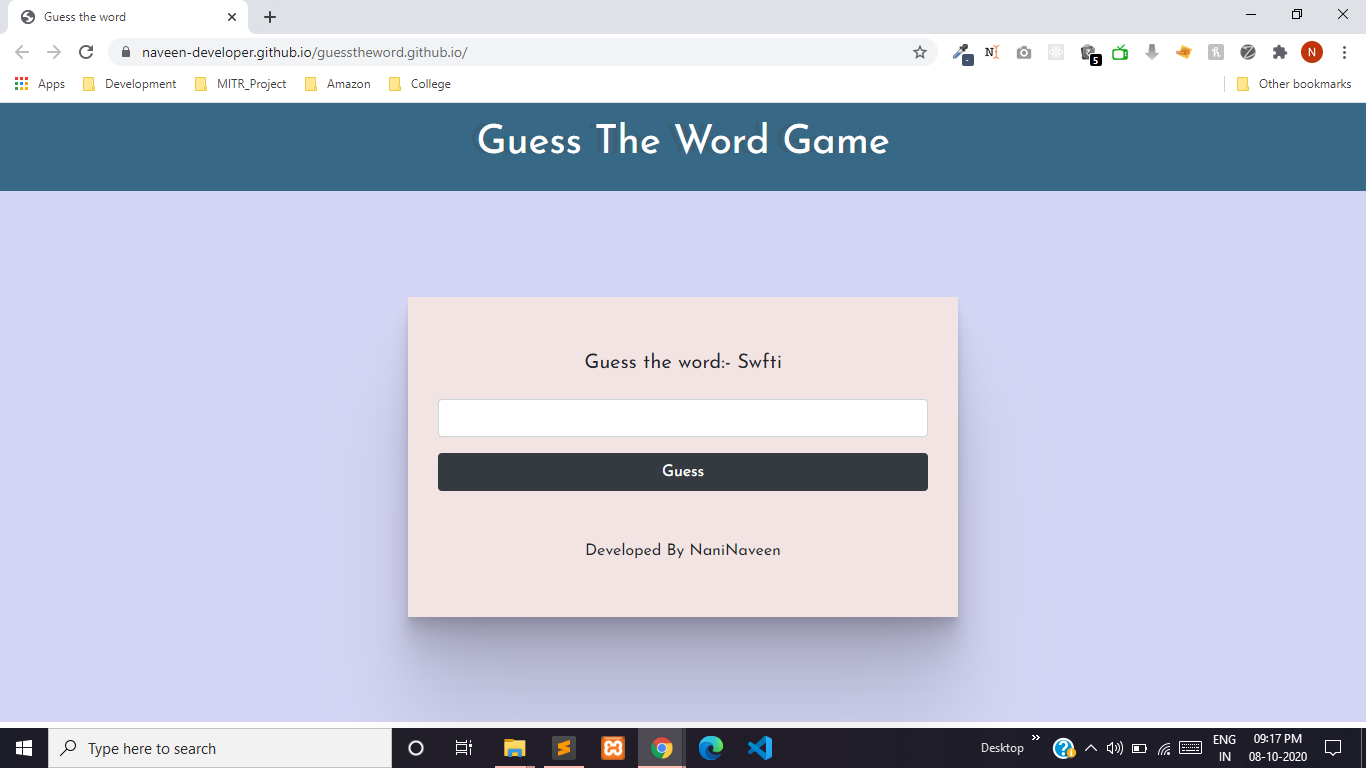 Guess the word
naveen-developer.github.io/guesstheword.github.io/
N
5
N
Apps
Development
MITR_Project
Amazon
College
Other bookmarks
Guess The Word Game
Guess the word:- Swfti
Guess
Developed By NaniNaveen
Type here to search
Desktop
ENG
IN
09:17 PM
08-10-2020